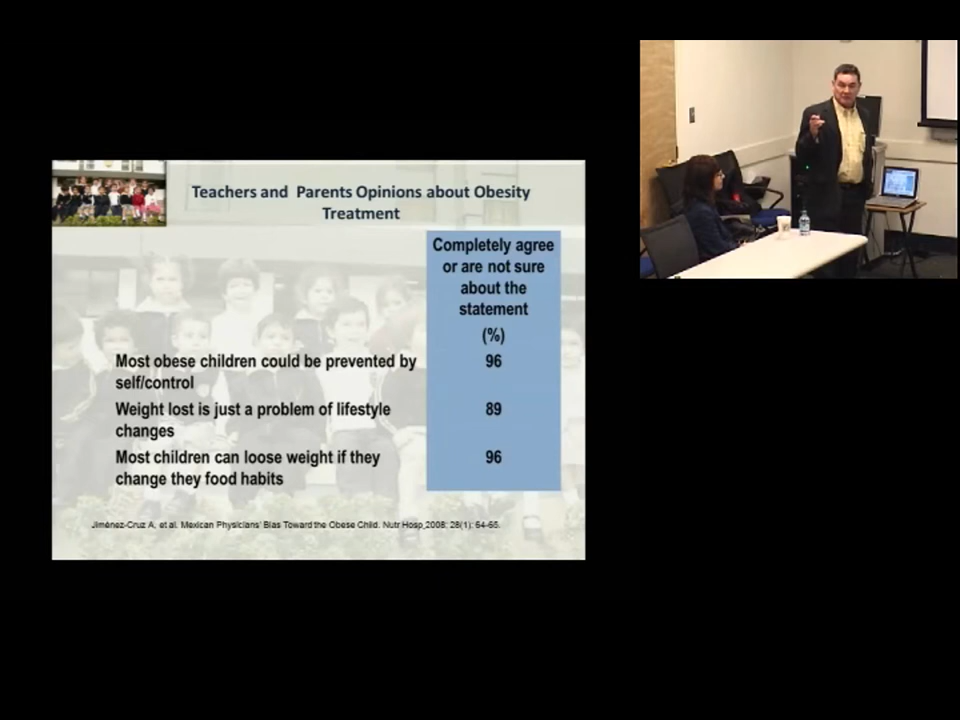 Teachers and Parents Opinions about Obesity
Treatment
Completely agree
or are not sure
about the
statement
(%)
Most obese children could be prevented by
self/control
96
Weight lost is just a problem of lifestyle
changes
89
Most children can loose weight if they
change they food habits
96
Jiménez-Cruz A, et al. Mexican Physicians' Bias Toward the Obese Child. Nutr Hosp,2008; 28(1): 54-55.